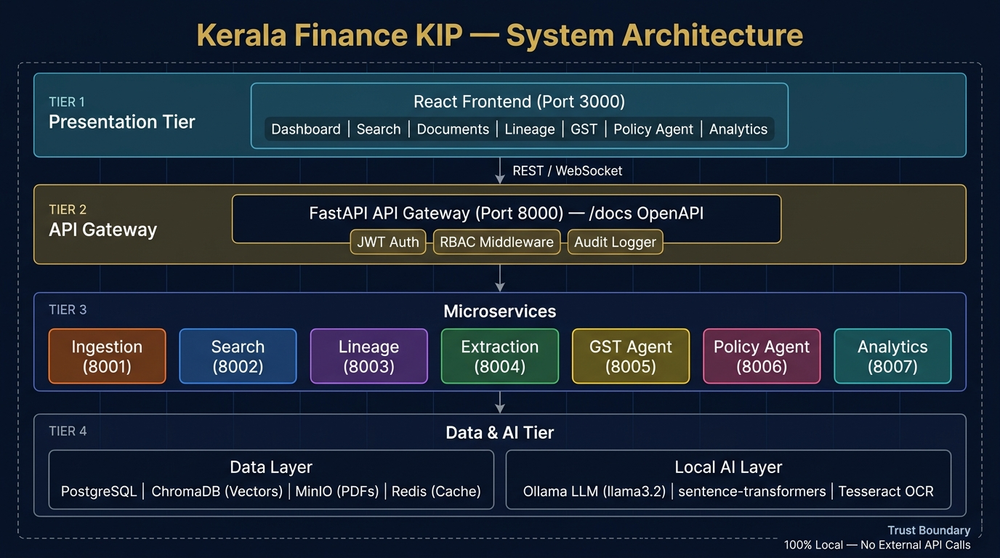 Kerala Finance KIP — System Architecture
TIER 1
Presentation Tier
React Frontend (Port 3000)
Dashboard | Search | Documents | Lineage | GST | Policy Agent | Analytics
REST / WebSocket
TIER 2
API Gateway
FastAPI API Gateway (Port 8000) — /docs OpenAPI
JWT Auth
RBAC Middleware
Audit Logger
TIER 3
Microservices
Ingestion
(8001)
Search
(8002)
Lineage
(8003)
Extraction
(8004)
GST Agent
(8005)
Policy Agent
(8006)
Analytics
(8007)
TIER 4
Data & AI Tier
Data Layer
PostgreSQL | ChromaDB (Vectors) | MinIO (PDFs) | Redis (Cache)
Local AI Layer
Ollama LLM (llama3.2) | sentence-transformers | Tesseract OCR
Trust Boundary
100% Local — No External API Calls